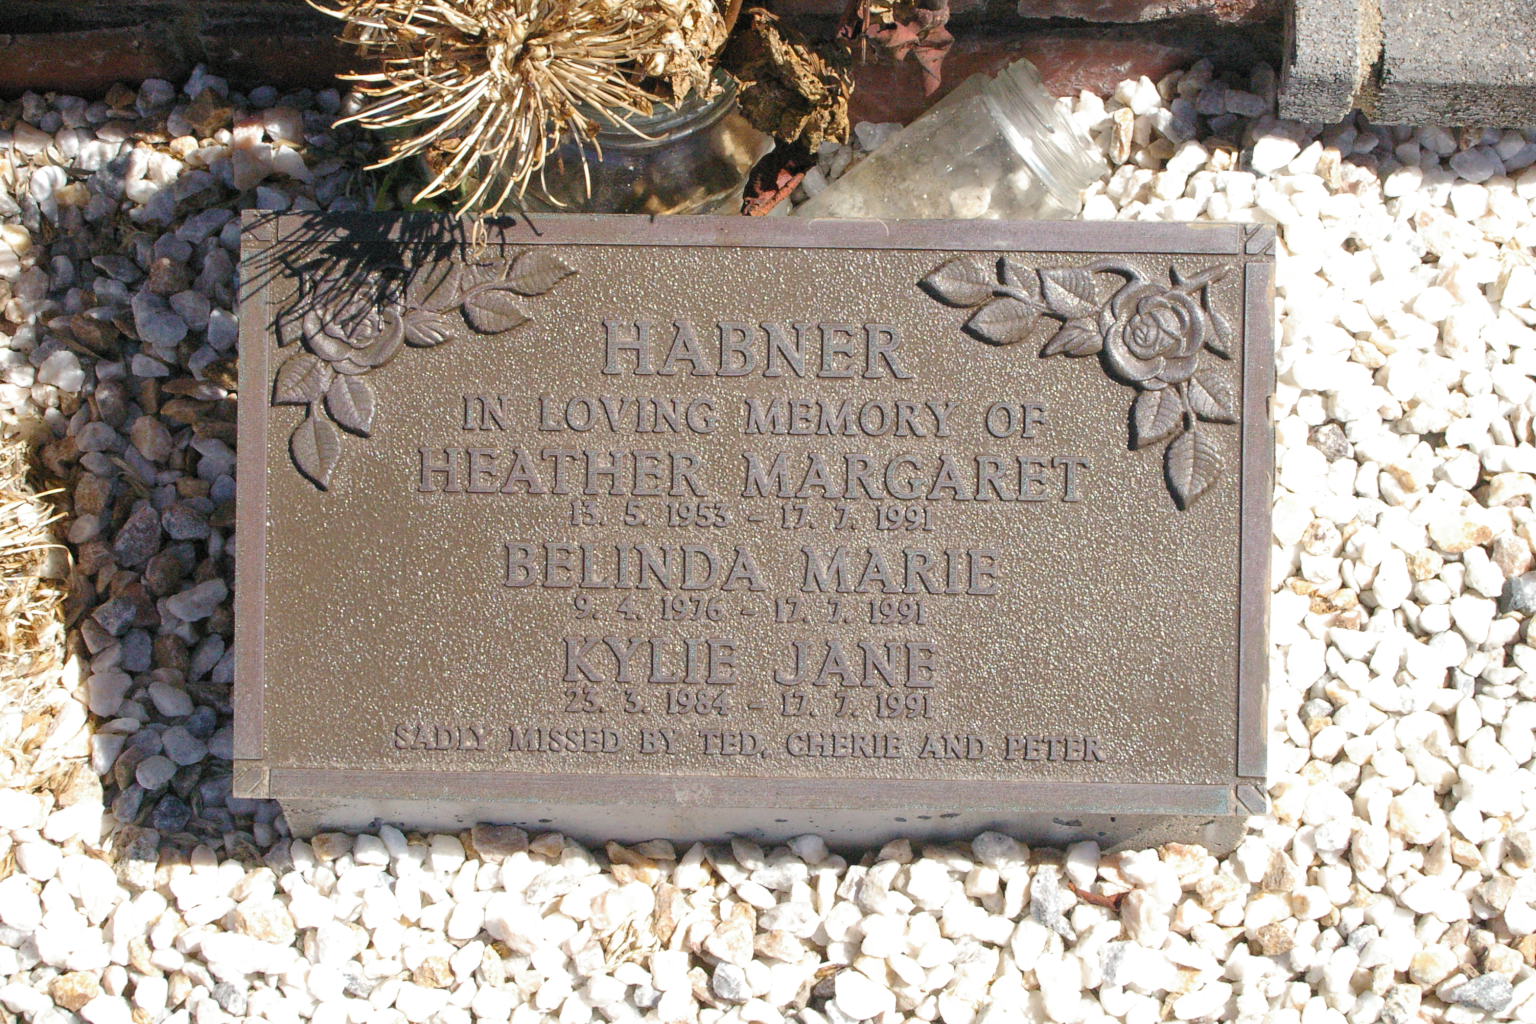 HABNER
IN LOVING MEMORY OF
HEATHER MARGARET
13. 5. 1953 - 17. 7. 1991
BELINDA MARIE
9. 4. 1976 - 17. 7. 1991
KYLIE JANE
23. 3. 1984 - 17. 7. 1991
SADLY MISSED BY TED, CHERIE AND PETER